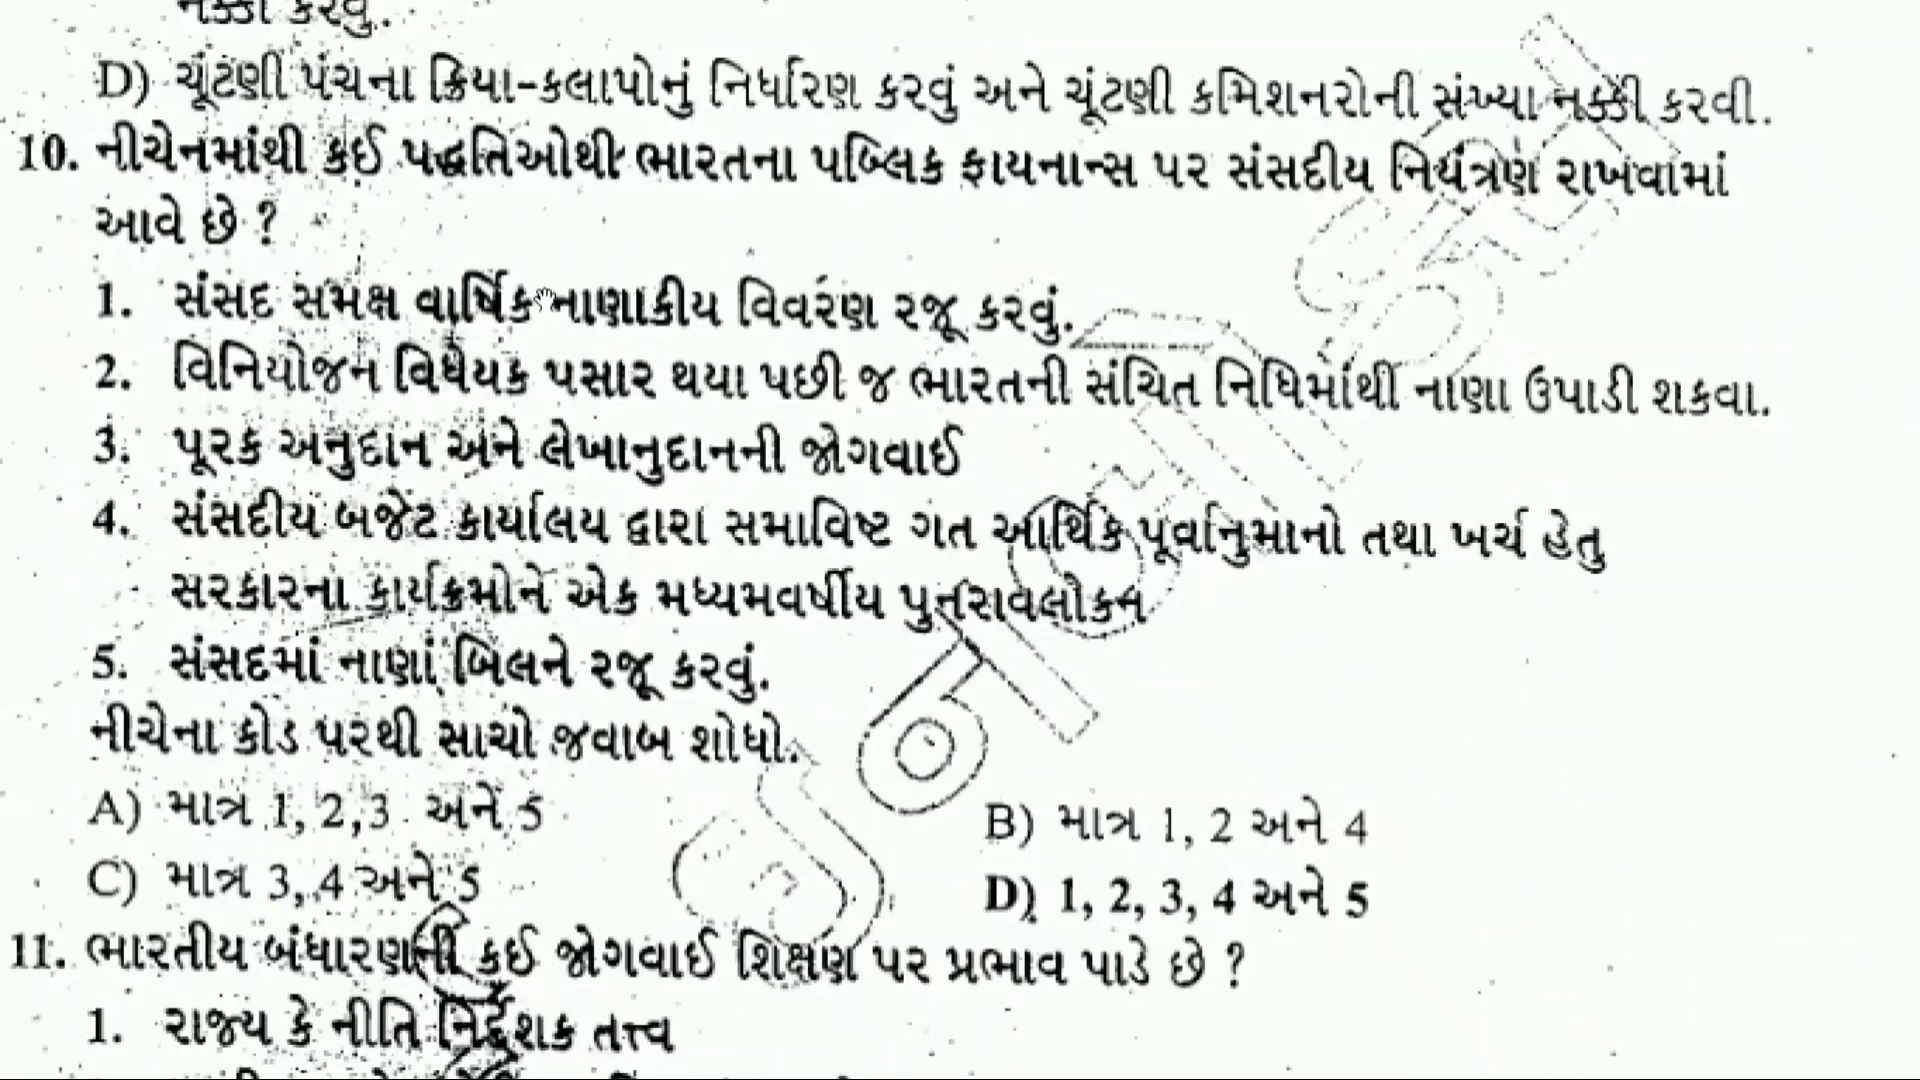 નક્કી કરવું.
D) ચૂંટણી પંચના ક્રિયા-કલાપોનું નિર્ધારણ કરવું અને ચૂંટણી કમિશનરોની સંખ્યા નક્કી કરવી.
10. નીચેનમાંથી કઈ પદ્ધતિઓથી ભારતના પબ્લિક ફાયનાન્સ પર સંસદીય નિયંત્રણ રાખવામાં
આવે છે ?
1. સંસદ સમક્ષ વાર્ષિક નાણાકીય વિવરણ રજૂ કરવું.
2. વિનિયોજન વિધેયક પસાર થયા પછી જ ભારતની સંચિત નિધિમાંથી નાણા ઉપાડી શકવા.
3. પૂરક અનુદાન અને લેખાનુદાનની જોગવાઈ
4. સંસદીય બજેટ કાર્યાલય દ્વારા સમાવિષ્ટ ગત આર્થિક પૂર્વાનુમાનો તથા ખર્ચ હેતુ
સરકારના કાર્યક્રમોને એક મધ્યમવર્ષીય પુર્નરાવલોકન
5. સંસદમાં નાણાં બિલને રજૂ કરવું.
નીચેના કોડ પરથી સાચો જવાબ શોધો.
A) માત્ર 1, 2,3 અને 5
B) માત્ર 1, 2 અને 4
C) માત્ર 3, 4 અને 5
D) 1, 2, 3, 4 અને 5
11. ભારતીય બંધારણની કઈ જોગવાઈ શિક્ષણ પર પ્રભાવ પાડે છે ?
1. રાજ્ય કે નીતિ નિર્દેશક તત્ત્વ